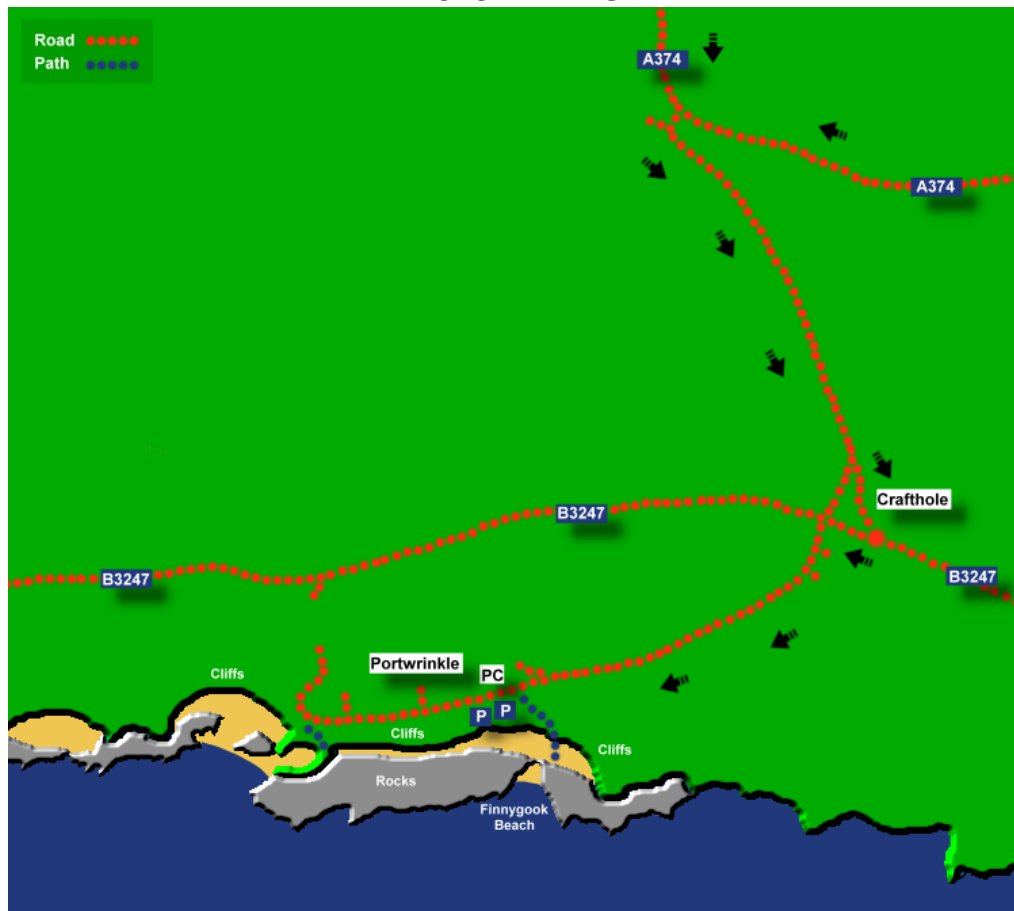 Road
Path
A374
A374
Crafthole
B3247
B3247
B3247
Portwrinkle
PC
Cliffs
P
P
Cliffs
Cliffs
Rocks
Finnygook
Beach